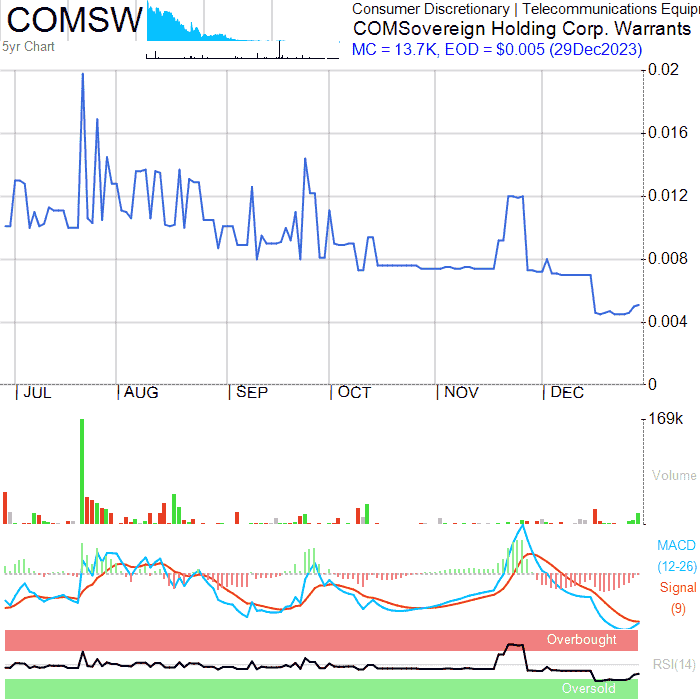 COMSW
Consumer Discretionary | Telecommunications Equip
COMSovereign Holding Corp. Warrants
5yr Chart
MC = 13.7K, EOD = $0.005 (29Dec2023)
0.02
0.016
0.012
0.008
0.004
0
JUL AUG SEP OCT NOV DEC
169k
Volume
MACD
(12-26)
Signal
(9)
Overbought
RSI(14)
Oversold